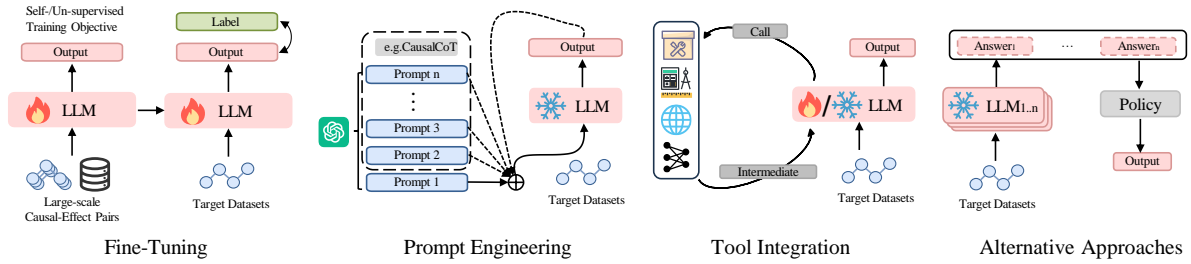 Self-/Un-supervised
Training Objective
Output
LLM
Large-scale
Causal-Effect Pairs
Label
Output
LLM
Target Datasets
Fine-Tuning
e.g.CausalCoT
Prompt n
Prompt 3
Prompt 2
Prompt 1
Output
LLM
Target Datasets
Prompt Engineering
Call
Intermediate
Output
/ LLM
Target Datasets
Tool Integration
Answer1 ... Answern
LLM1..n
Target Datasets
Policy
Output
Alternative Approaches